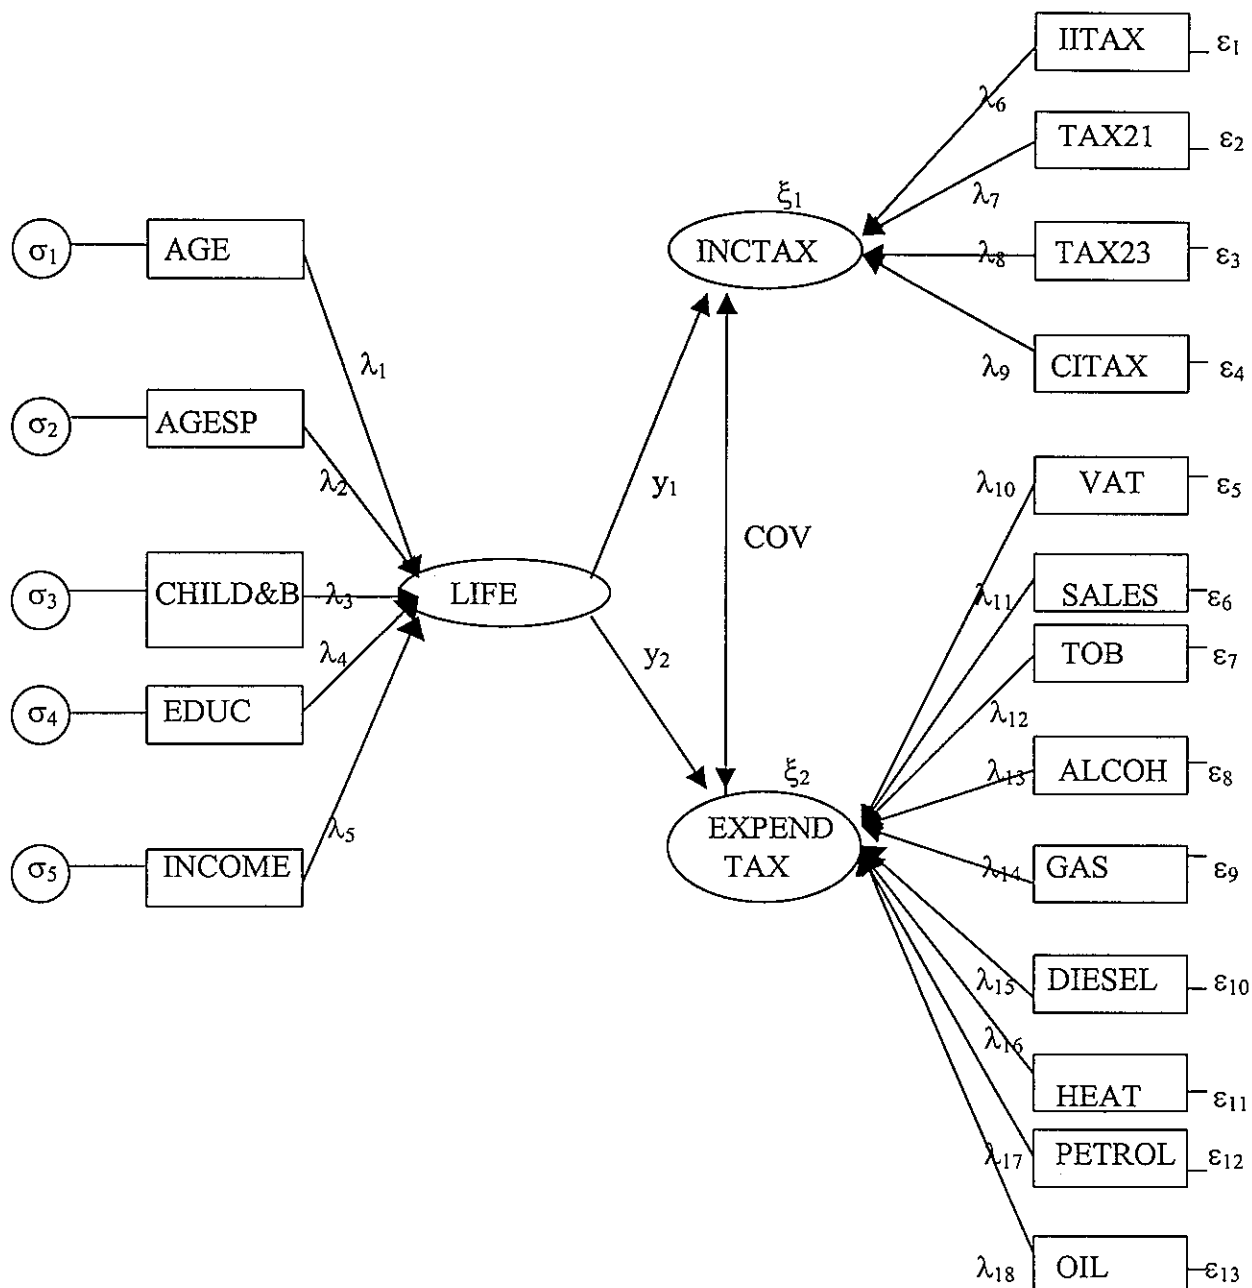 IITAX ε1
λ6
TAX21 ε2
ξ1
λ7
σ1 AGE
INCTAX
λ8 TAX23 ε3
λ1
λ9 CITAX ε4
σ2 AGESP
λ2
y1
λ10 VAT ε5
COV
σ3 CHILD&B λ3 LIFE
λ11 SALES ε6
λ4
y2
TOB ε7
σ4 EDUC
λ12
ξ2
λ13 ALCOH ε8
λ5
EXPEND
TAX
σ5 INCOME
λ14 GAS ε9
λ15 DIESEL ε10
λ16
HEAT ε11
λ17 PETROL ε12
λ18 OIL ε13